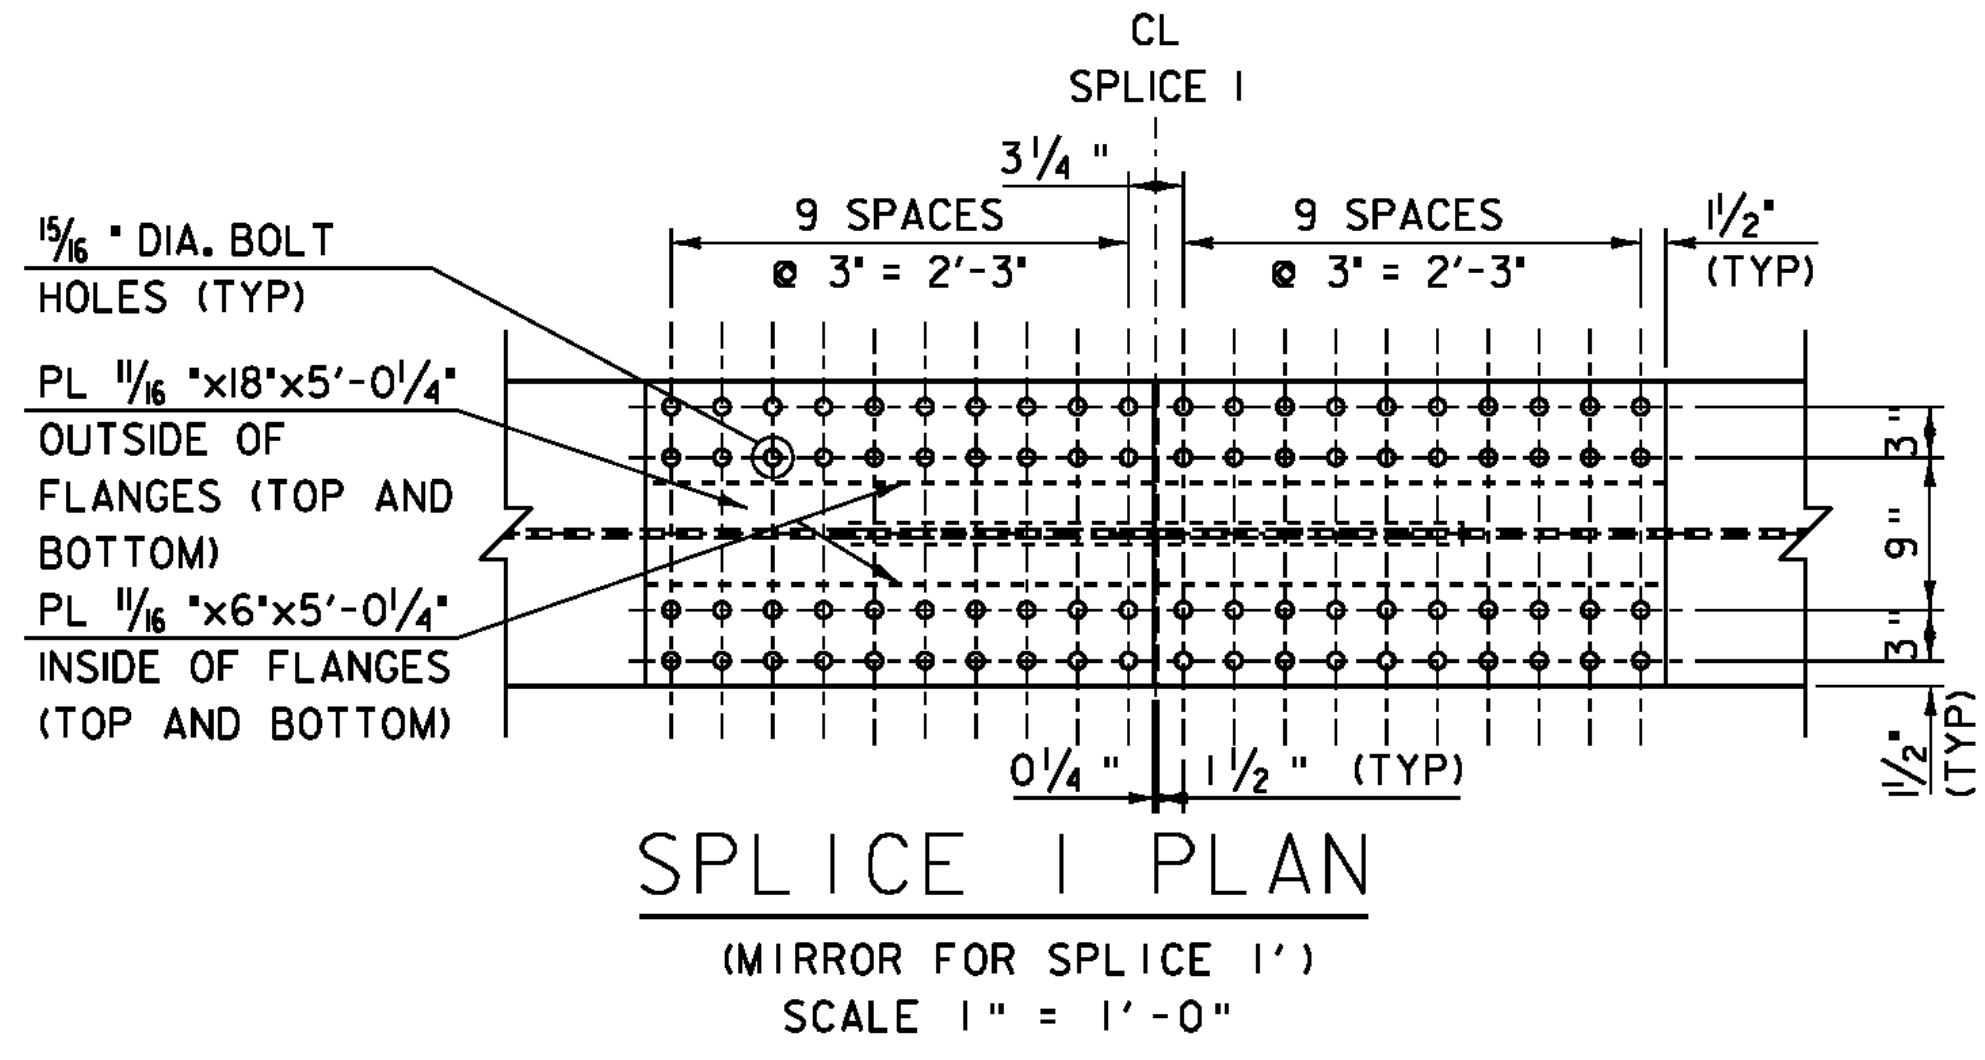 CL
SPLICE 1
3 1/4 "
9 SPACES
@ 3" = 2'-3"
9 SPACES
@ 3" = 2'-3"
1 1/2"
(TYP)
15/16 " DIA. BOLT
HOLES (TYP)
PL 11/16 "x18"x5'-0 1/4"
OUTSIDE OF
FLANGES (TOP AND
BOTTOM)
PL 11/16 "x6"x5'-0 1/4"
INSIDE OF FLANGES
(TOP AND BOTTOM)
3"
9"
3"
1 1/2"
(TYP)
0 1/4 "
1 1/2 " (TYP)
SPLICE 1 PLAN
(MIRROR FOR SPLICE 1')
SCALE 1" = 1'-0"